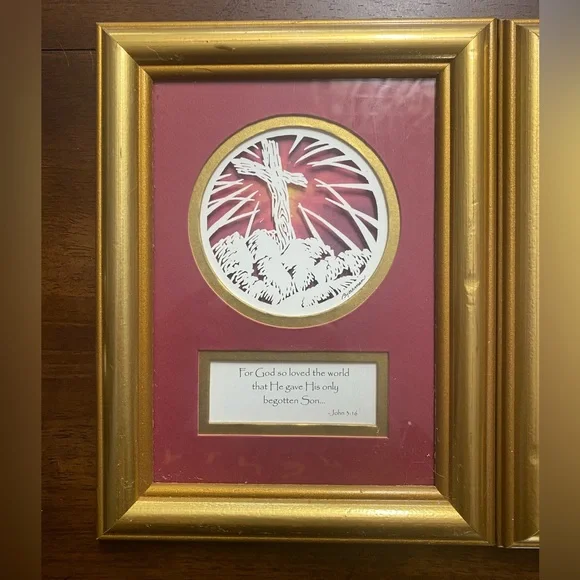 For God so loved the world
that He gave His only
begotten Son...
-John 3:16